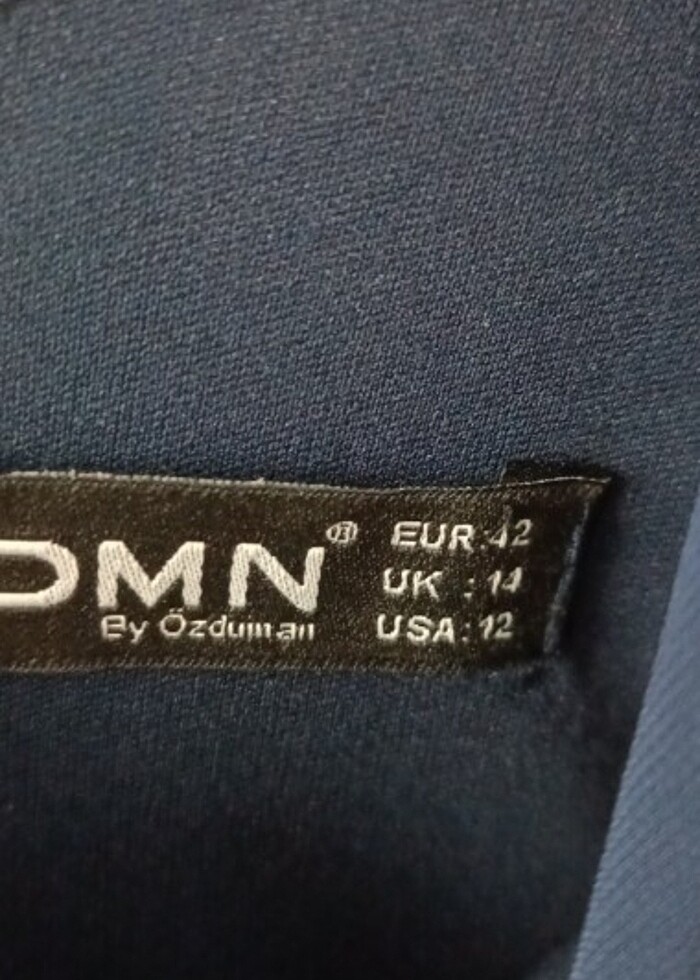 DMN®
By Özduman
EUR:42
UK : 14
USA: 12